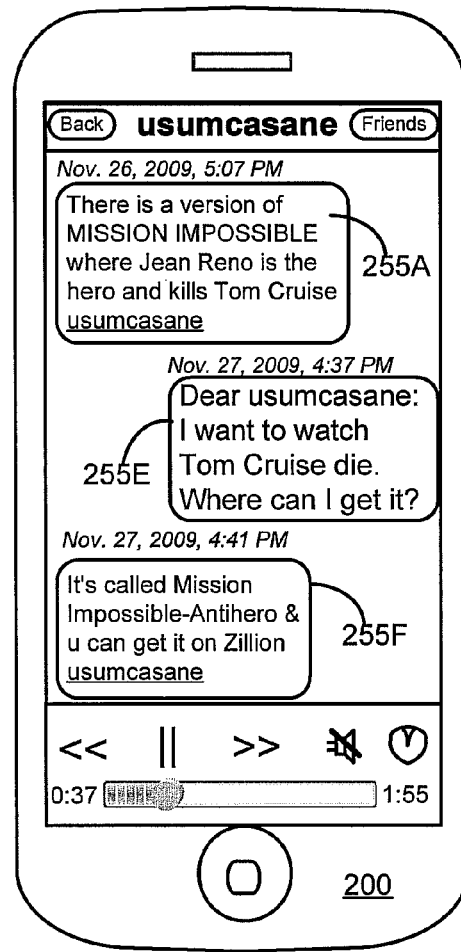 Back usumcasane Friends
Nov. 26, 2009, 5:07 PM
There is a version of
MISSION IMPOSSIBLE
where Jean Reno is the
hero and kills Tom Cruise
usumcasane
255A
Nov. 27, 2009, 4:37 PM
Dear usumcasane:
I want to watch
Tom Cruise die.
Where can I get it?
255E
Nov. 27, 2009, 4:41 PM
It's called Mission
Impossible-Antihero &
u can get it on Zillion
usumcasane
255F
<< || >>
0:37 1:55
200